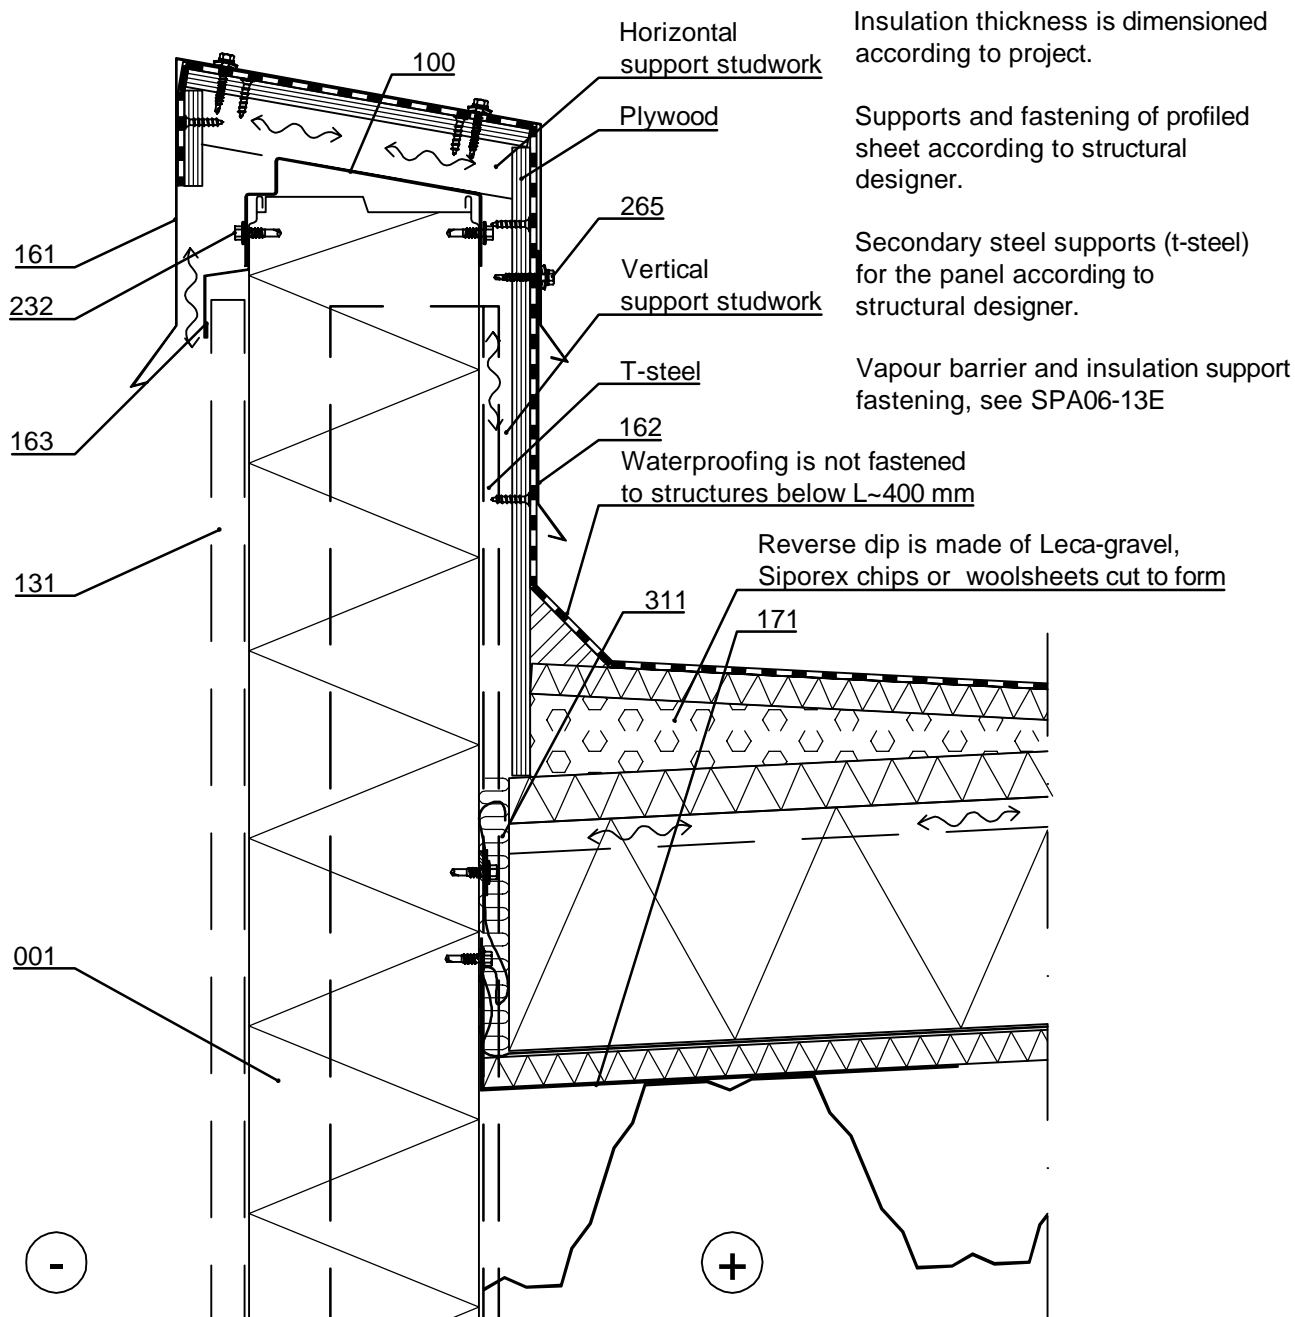 Horizontal
support studwork
Plywood
100
265
Vertical
support studwork
T-steel
162
Waterproofing is not fastened
to structures below L~400 mm
Reverse dip is made of Leca-gravel,
Siporex chips or woolsheets cut to form
311
171
161
232
163
131
001
-
+
Insulation thickness is dimensioned
according to project.
Supports and fastening of profiled
sheet according to structural
designer.
Secondary steel supports (t-steel)
for the panel according to
structural designer.
Vapour barrier and insulation support
fastening, see SPA06-13E